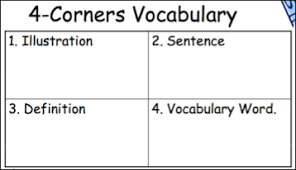 4-Corners Vocabulary
1. Illustration
2. Sentence
3. Definition
4. Vocabulary Word.